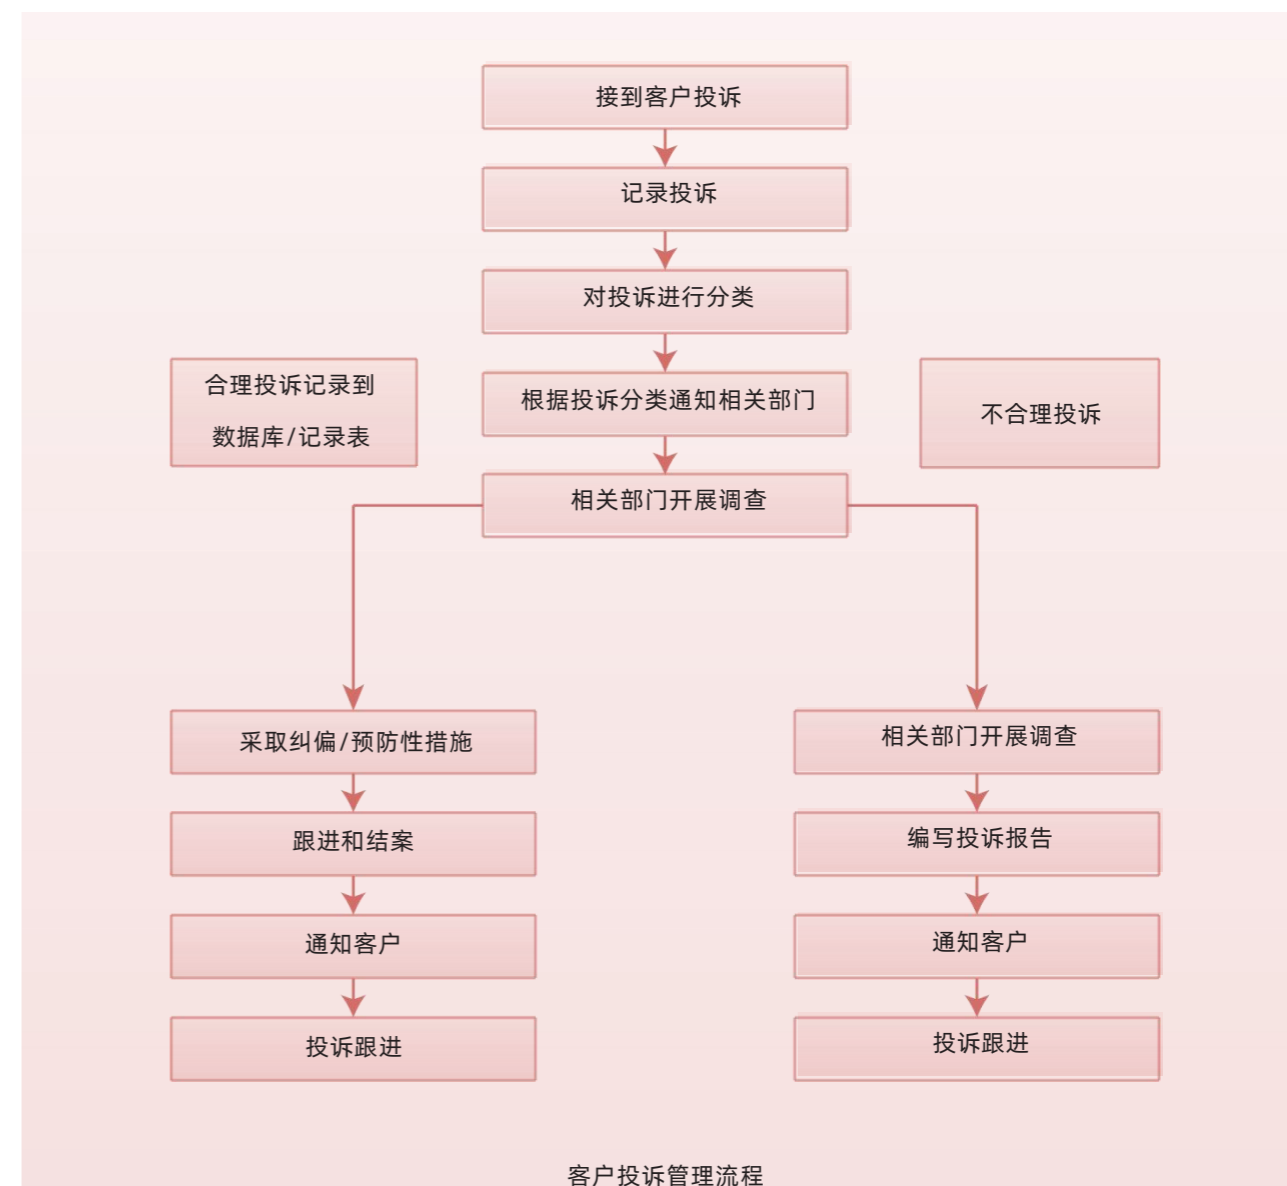 接到客户投诉
记录投诉
对投诉进行分类
合理投诉记录到
数据库/记录表
根据投诉分类通知相关部门
不合理投诉
相关部门开展调查
采取纠偏/预防性措施
跟进和结案
通知客户
投诉跟进
相关部门开展调查
编写投诉报告
通知客户
投诉跟进
客户投诉管理流程